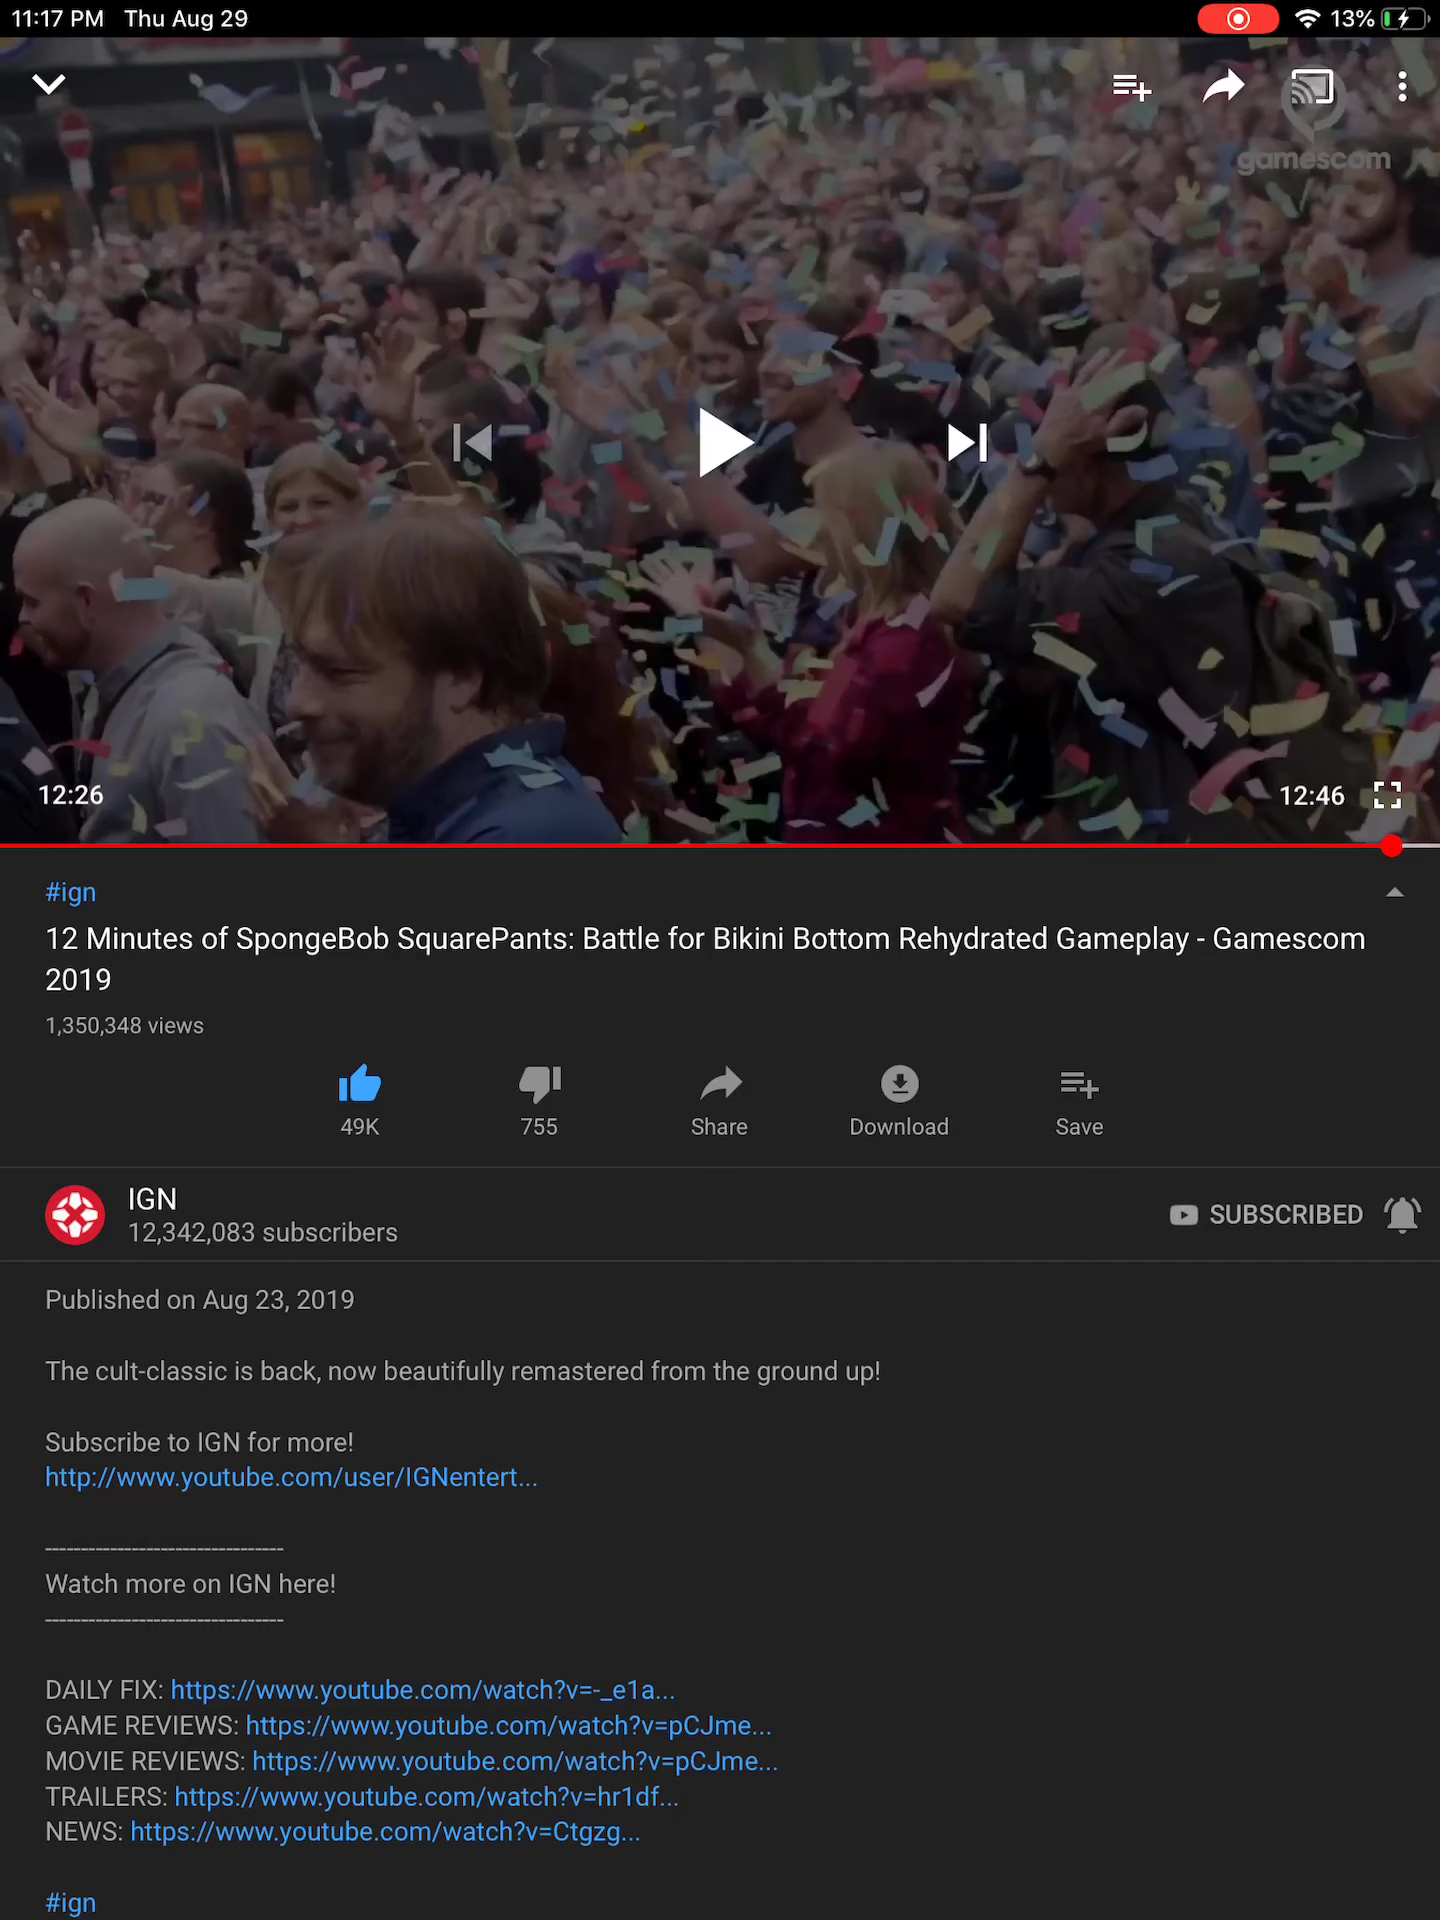 11:17 PM Thu Aug 29 13%
gamescom
12:26 12:46
#ign
12 Minutes of SpongeBob SquarePants: Battle for Bikini Bottom Rehydrated Gameplay - Gamescom
2019
1,350,348 views
49K 755 Share Download Save
IGN
12,342,083 subscribers
SUBSCRIBED
Published on Aug 23, 2019
The cult-classic is back, now beautifully remastered from the ground up!
Subscribe to IGN for more!
http://www.youtube.com/user/IGNentert...
----------------------------------
Watch more on IGN here!
----------------------------------
DAILY FIX: https://www.youtube.com/watch?v=-_e1a...
GAME REVIEWS: https://www.youtube.com/watch?v=pCJme...
MOVIE REVIEWS: https://www.youtube.com/watch?v=pCJme...
TRAILERS: https://www.youtube.com/watch?v=hr1df...
NEWS: https://www.youtube.com/watch?v=Ctgzg...
#ign